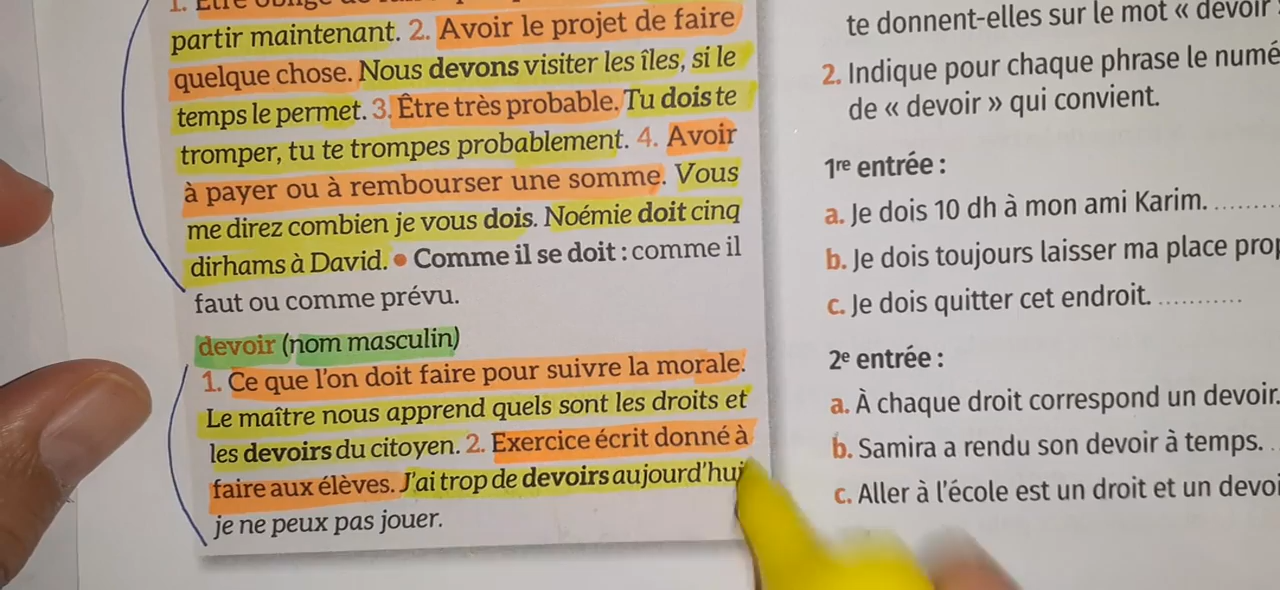 partir maintenant. 2. Avoir le projet de faire
quelque chose. Nous devons visiter les îles, si le
temps le permet. 3. Être très probable. Tu dois te
tromper, tu te trompes probablement. 4. Avoir
à payer ou à rembourser une somme. Vous
me direz combien je vous dois. Noémie doit cinq
dirhams à David. ● Comme il se doit : comme il
faut ou comme prévu.
devoir (nom masculin)
1. Ce que l'on doit faire pour suivre la morale.
Le maître nous apprend quels sont les droits et
les devoirs du citoyen. 2. Exercice écrit donné à
faire aux élèves. J'ai trop de devoirs aujourd'hui
je ne peux pas jouer.
te donnent-elles sur le mot « devoir
2. Indique pour chaque phrase le
de « devoir » qui convient.
1re entrée :
a. Je dois 10 dh à mon ami Karim. ........
b. Je dois toujours laisser ma place
c. Je dois quitter cet endroit. ...........
2e entrée :
a. À chaque droit correspond un devoir.
b. Samira a rendu son devoir à temps. .
c. Aller à l'école est un droit et un